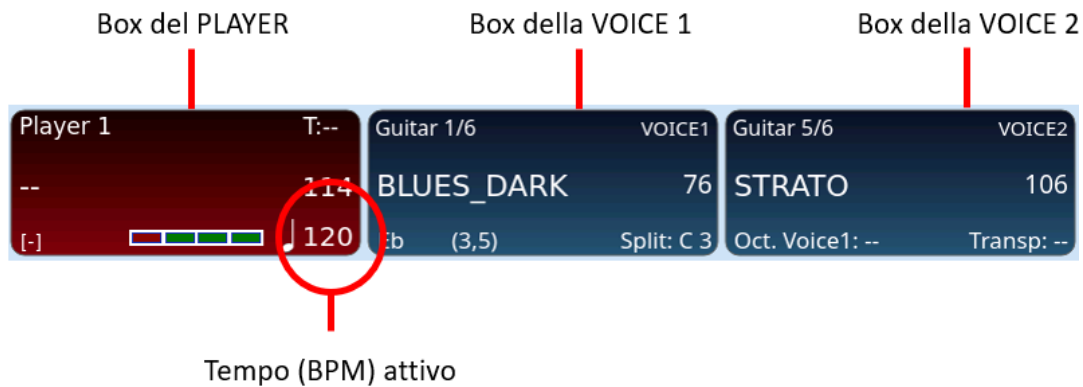 Box del PLAYER
Box della VOICE 1
Box della VOICE 2
Player 1 T:--
-- 114
[-] 120
Guitar 1/6 VOICE1
BLUES_DARK 76
Eb (3,5) Split: C 3
Guitar 5/6 VOICE2
STRATO 106
Oct. Voice1: -- Transp: --
Tempo (BPM) attivo